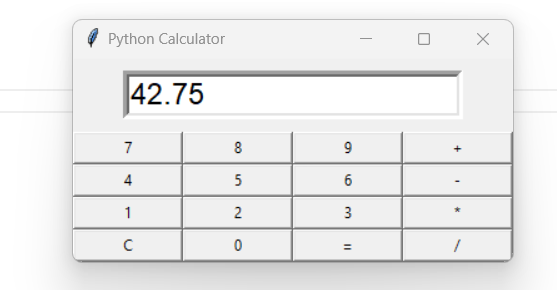 Python Calculator
42.75
7 8 9 +
4 5 6 -
1 2 3 *
C 0 = /